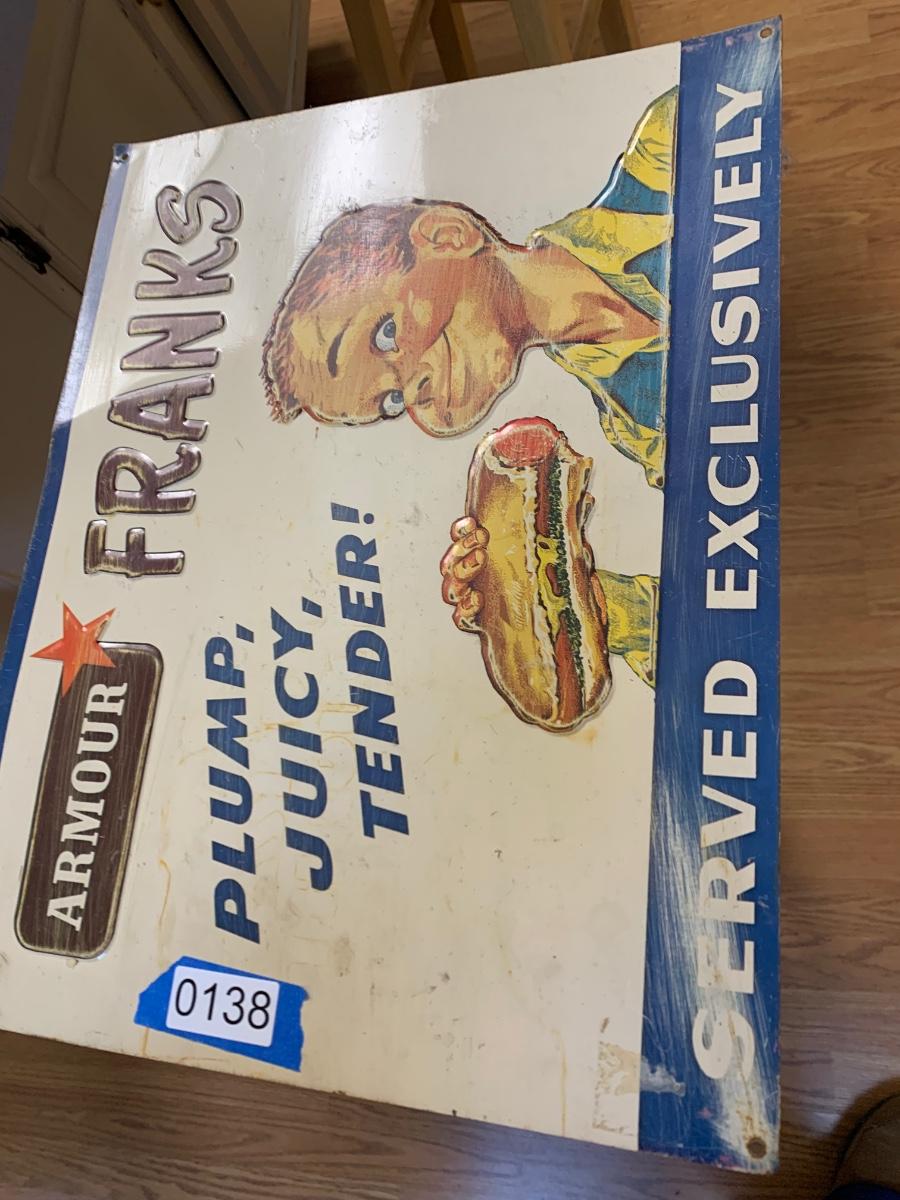 ARMOUR FRANKS
PLUMP,
JUICY,
TENDER!
0138
SERVED EXCLUSIVELY